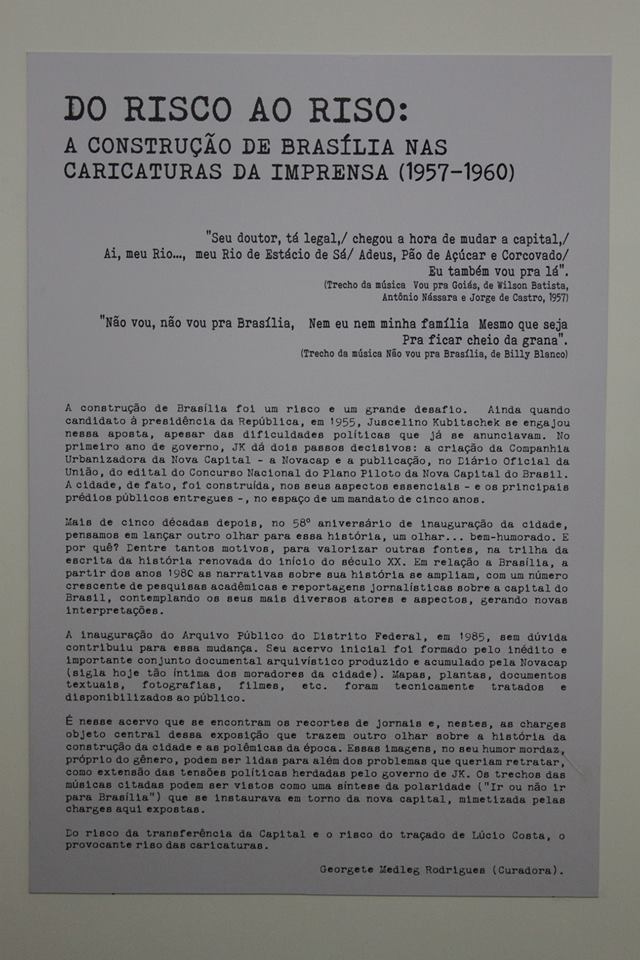 DO RISCO AO RISO:
A CONSTRUÇÃO DE BRASÍLIA NAS
CARICATURAS DA IMPRENSA (1957-1960)
"Seu doutor, tá legal,/ chegou a hora de mudar a capital,/
Ai, meu Rio..., meu Rio de Estácio de Sá/ Adeus, Pão de Açúcar e Corcovado/
Eu também vou pra lá".
(Trecho da música Vou pra Goiás, de Wilson Batista,
Antônio Nássara e Jorge de Castro, 1957)
"Não vou, não vou pra Brasília, Nem eu nem minha família Mesmo que seja
Pra ficar cheio da grana".
(Trecho da música Não vou pra Brasília, de Billy Blanco)
A construção de Brasília foi um risco e um grande desafio. Ainda quando
candidato à presidência da República, em 1955, Juscelino Kubitschek se engajou
nessa aposta, apesar das dificuldades políticas que já se anunciavam. No
primeiro ano de governo, JK dá dois passos decisivos: a criação da Companhia
Urbanizadora da Nova Capital - a Novacap e a publicação, no Diário Oficial da
União, do edital do Concurso Nacional do Plano Piloto da Nova Capital do Brasil.
A cidade, de fato, foi construída, nos seus aspectos essenciais - e os principais
prédios públicos entregues -, no espaço de um mandato de cinco anos.
Mais de cinco décadas depois, no 58º aniversário de inauguração da cidade,
pensamos em lançar outro olhar para essa história, um olhar... bem-humorado. E
por quê? Dentre tantos motivos, para valorizar outras fontes, na trilha da
escrita da história renovada do início do século XX. Em relação a Brasília, a
partir dos anos 1980 as narrativas sobre sua história se ampliam, com um número
crescente de pesquisas acadêmicas e reportagens jornalísticas sobre a capital do
Brasil, contemplando os seus mais diversos atores e aspectos, gerando novas
interpretações.
A inauguração do Arquivo Público do Distrito Federal, em 1985, sem dúvida
contribuiu para essa mudança. Seu acervo inicial foi formado pelo inédito e
importante conjunto documental arquivístico produzido e acumulado pela Novacap
(sigla hoje tão íntima dos moradores da cidade). Mapas, plantas, documentos
textuais, fotografias, filmes, etc. foram tecnicamente tratados e
disponibilizados ao público.
É nesse acervo que se encontram os recortes de jornais e, nestes, as charges
objeto central dessa exposição que trazem outro olhar sobre a história da
construção da cidade e as polêmicas da época. Essas imagens, no seu humor mordaz,
próprio do gênero, podem ser lidas para além dos problemas que queriam retratar,
como extensão das tensões políticas herdadas pelo governo de JK. Os trechos das
músicas citadas podem ser vistos como uma síntese da polaridade ("Ir ou não ir
para Brasília") que se instaurava em torno da nova capital, mimetizada pelas
charges aqui expostas.
Do risco da transferência da Capital e o risco do traçado de Lúcio Costa, o
provocante riso das caricaturas.
Georgete Medleg Rodrigues (Curadora).